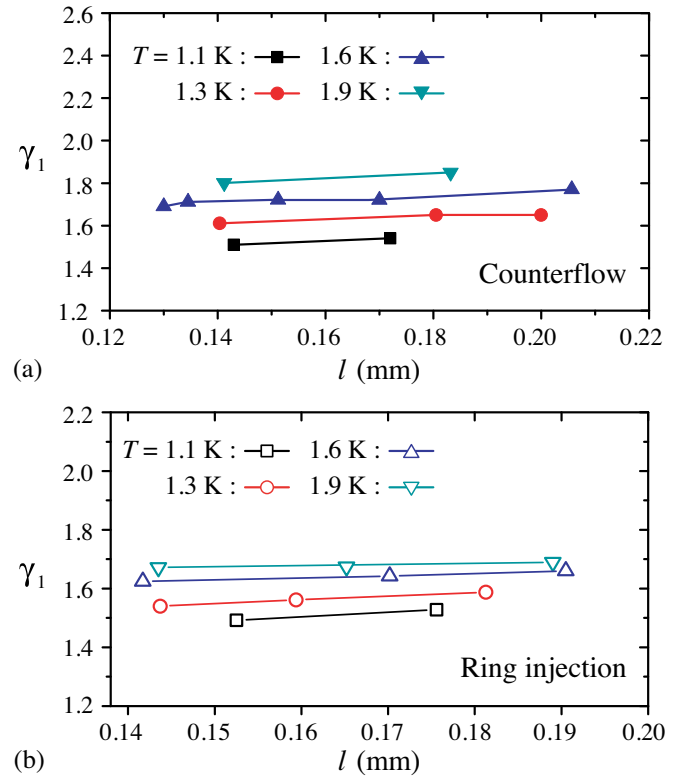 2.6
2.4
2.2
2.0
1.8
1.6
1.4
1.2
γ₁
T = 1.1 K : 1.6 K :
1.3 K : 1.9 K :
Counterflow
0.12 0.14 0.16 0.18 0.20 0.22
(a) l (mm)
2.2
2.0
1.8
1.6
1.4
1.2
γ₁
T = 1.1 K : 1.6 K :
1.3 K : 1.9 K :
Ring injection
0.14 0.15 0.16 0.17 0.18 0.19 0.20
(b) l (mm)